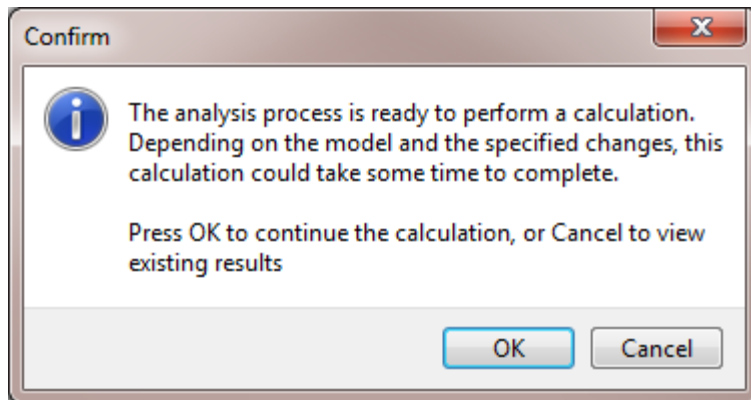 Confirm
The analysis process is ready to perform a calculation.
Depending on the model and the specified changes, this
calculation could take some time to complete.
Press OK to continue the calculation, or Cancel to view
existing results
OK
Cancel